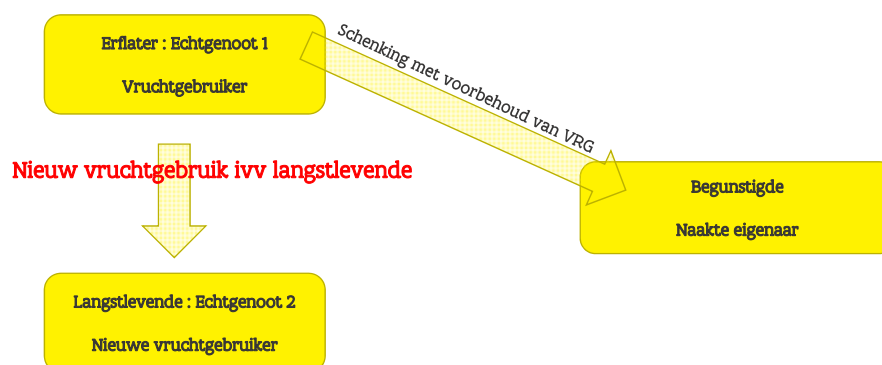 Erflater : Echtgenoot 1
Vruchtgebruiker
Schenking met voorbehoud van VRG
Nieuw vruchtgebruik ivv langstlevende
Begunstigde
Naakte eigenaar
Langstlevende : Echtgenoot 2
Nieuwe vruchtgebruiker